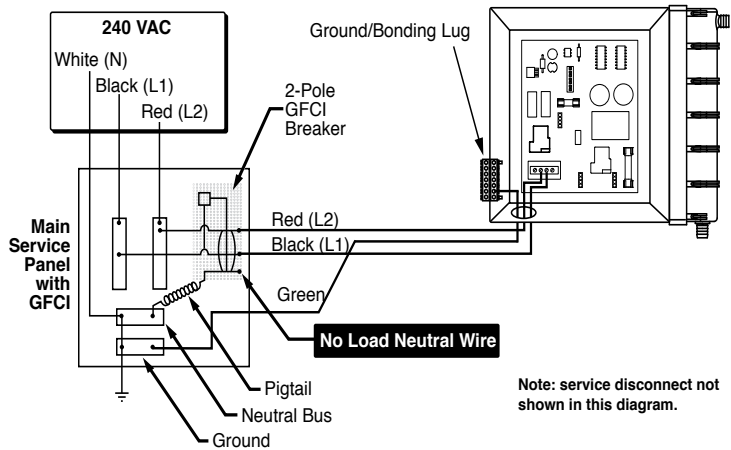 240 VAC
White (N)
Black (L1)
Red (L2)
Ground/Bonding Lug
2-Pole
GFCI
Breaker
Main
Service
Panel
with
GFCI
Red (L2)
Black (L1)
Green
No Load Neutral Wire
Pigtail
Neutral Bus
Ground
Note: service disconnect not
shown in this diagram.